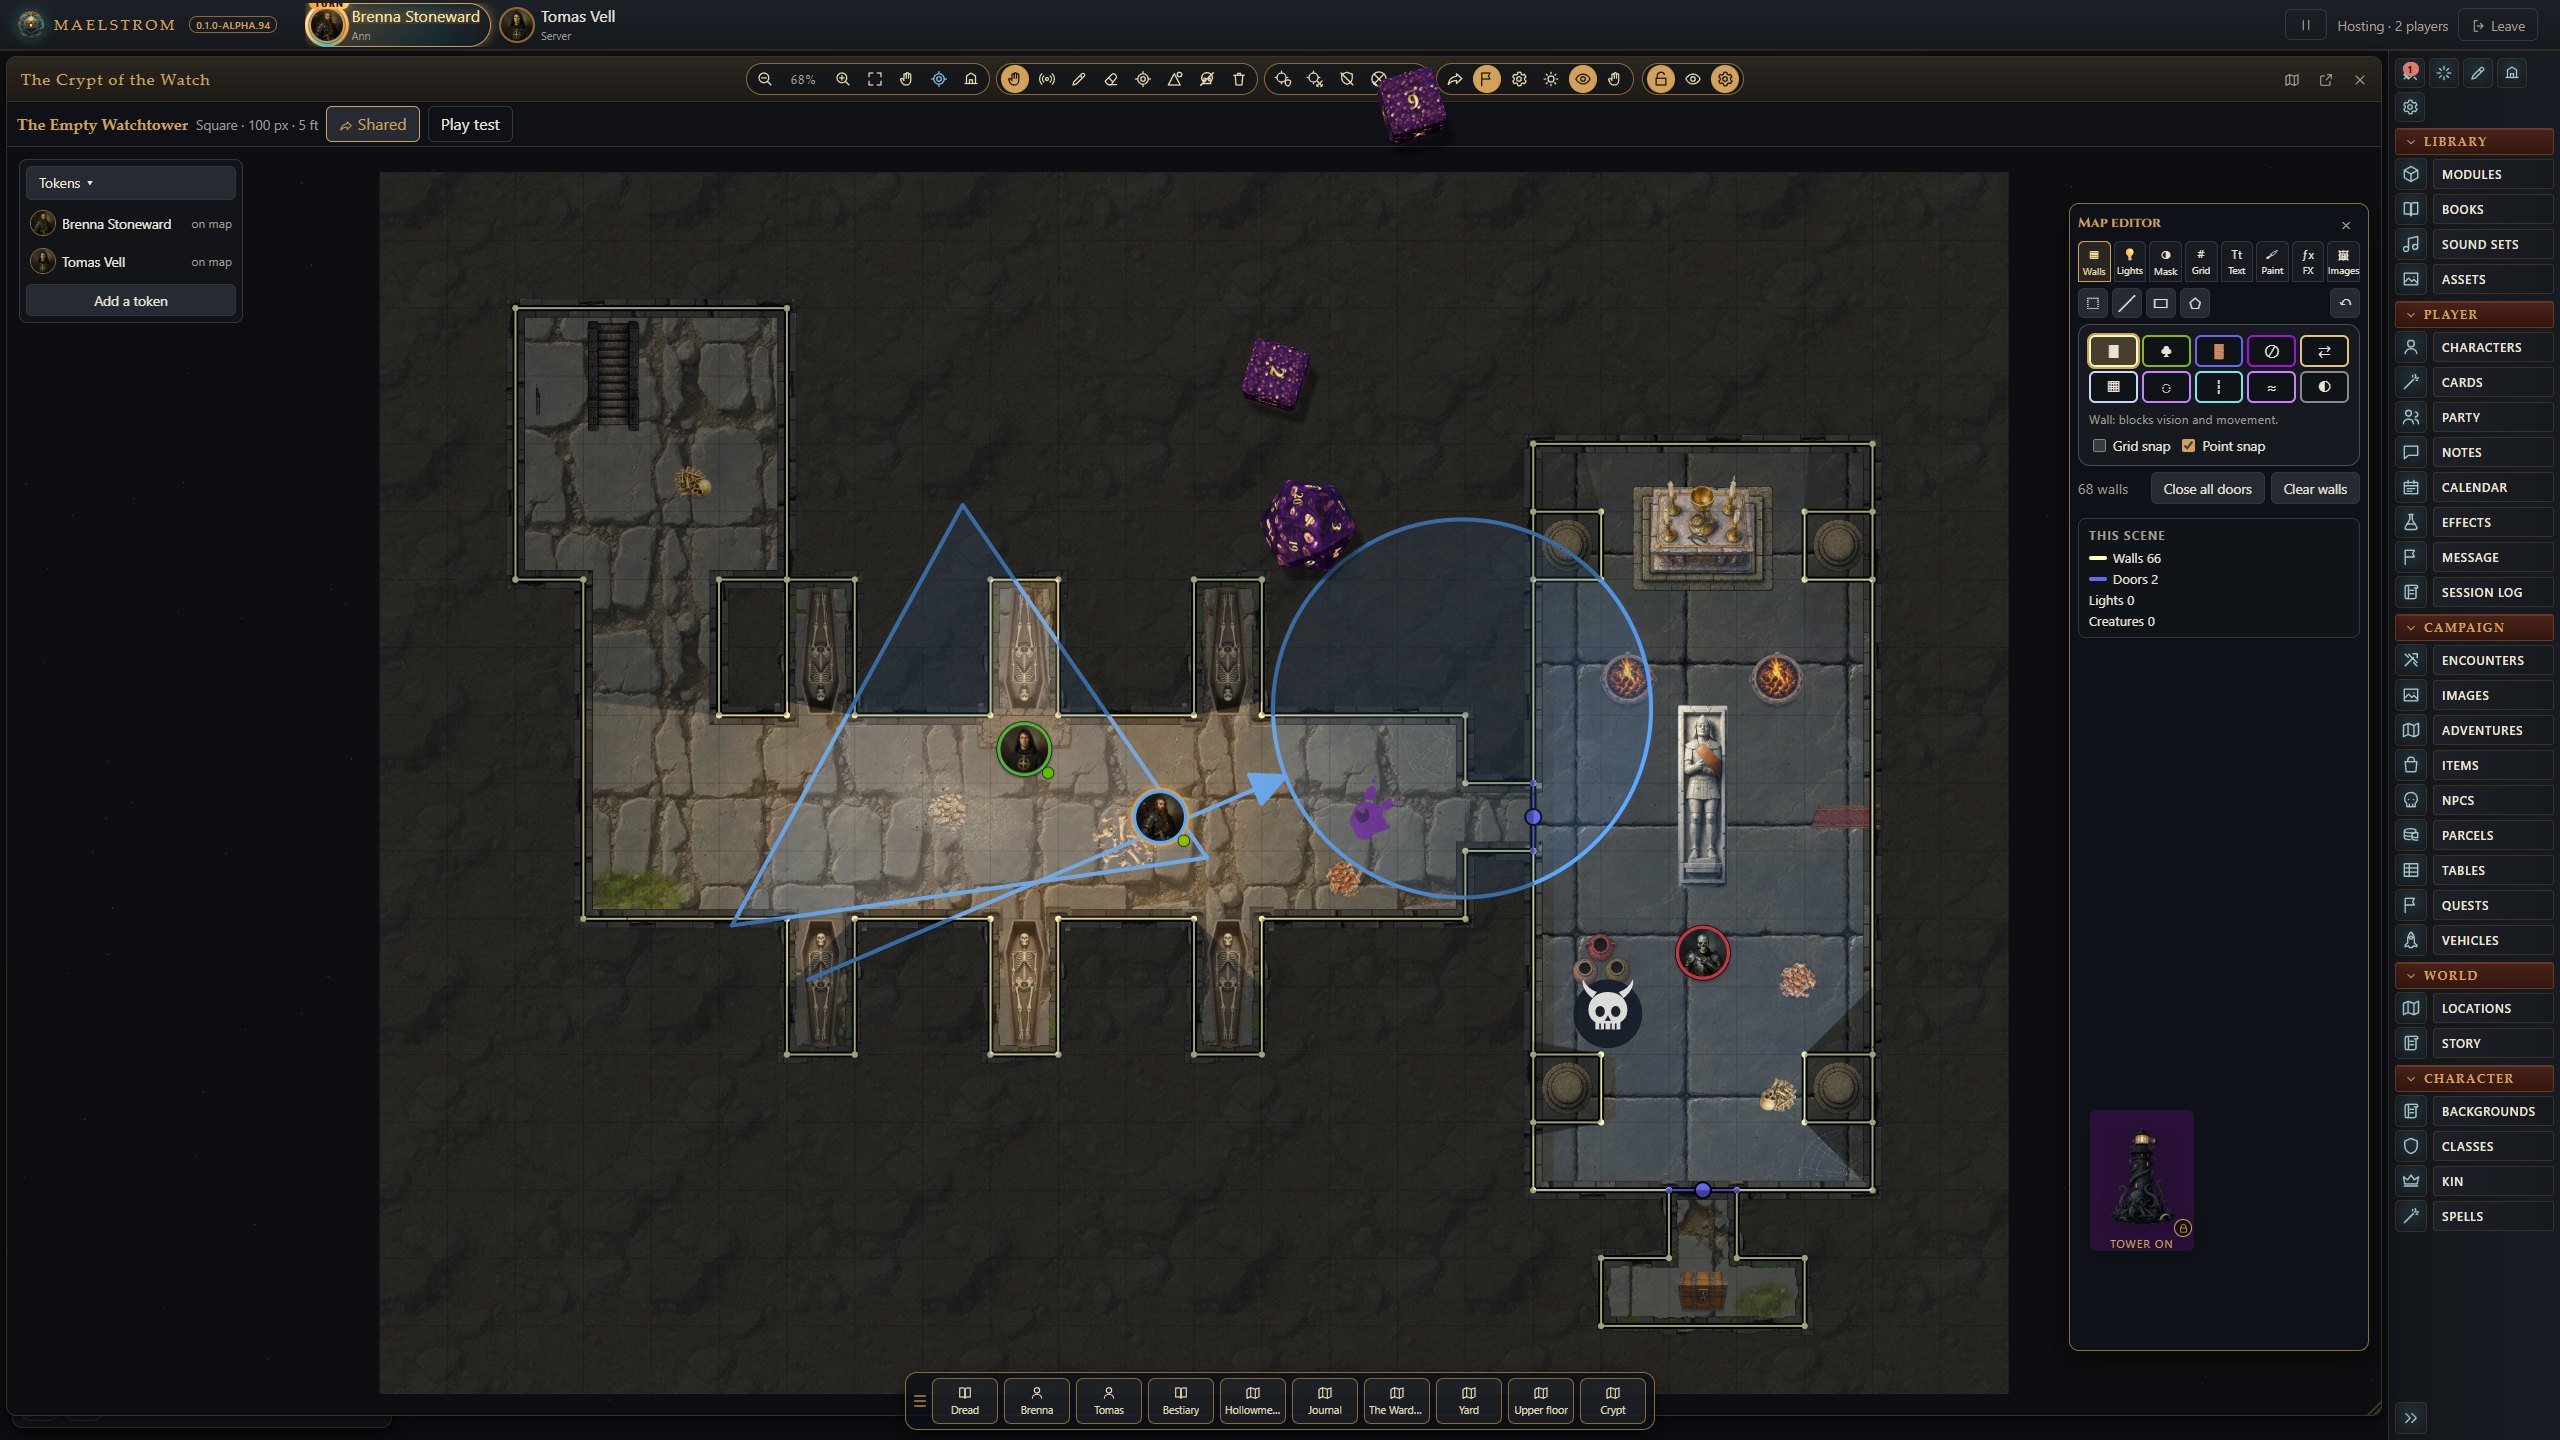 MAELSTROM 0.1.0-ALPHA.94
TURN
Brenna Stoneward
Ann
Tomas Vell
Server
Hosting · 2 players
Leave
The Crypt of the Watch
68%
The Empty Watchtower Square · 100 px · 5 ft Shared Play test
Tokens
Brenna Stoneward on map
Tomas Vell on map
Add a token
9
2
20
3
19
MAP EDITOR
Walls Lights Mask Grid Text Paint FX Images
Wall: blocks vision and movement.
Grid snap Point snap
68 walls Close all doors Clear walls
THIS SCENE
Walls 66
Doors 2
Lights 0
Creatures 0
TOWER ON
1
LIBRARY
MODULES
BOOKS
SOUND SETS
ASSETS
PLAYER
CHARACTERS
CARDS
PARTY
NOTES
CALENDAR
EFFECTS
MESSAGE
SESSION LOG
CAMPAIGN
ENCOUNTERS
IMAGES
ADVENTURES
ITEMS
NPCS
PARCELS
TABLES
QUESTS
VEHICLES
WORLD
LOCATIONS
STORY
CHARACTER
BACKGROUNDS
CLASSES
KIN
SPELLS
Dread Brenna Tomas Bestiary Hollowme... Journal The Ward... Yard Upper floor Crypt